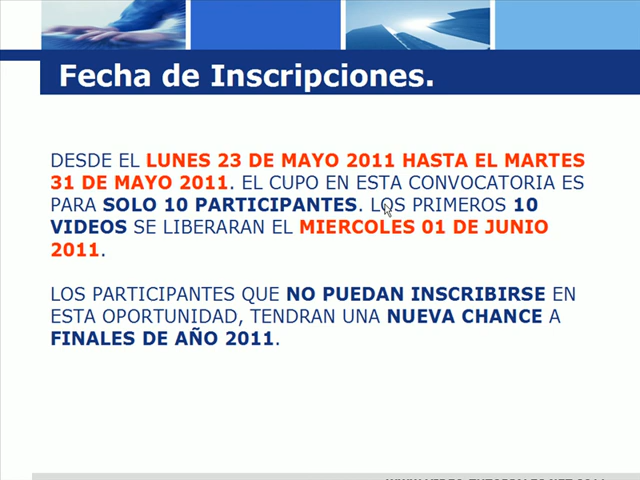 Fecha de Inscripciones.
DESDE EL LUNES 23 DE MAYO 2011 HASTA EL MARTES
31 DE MAYO 2011. EL CUPO EN ESTA CONVOCATORIA ES
PARA SOLO 10 PARTICIPANTES. LOS PRIMEROS 10
VIDEOS SE LIBERARAN EL MIERCOLES 01 DE JUNIO
2011.
LOS PARTICIPANTES QUE NO PUEDAN INSCRIBIRSE EN
ESTA OPORTUNIDAD, TENDRAN UNA NUEVA CHANCE A
FINALES DE AÑO 2011.